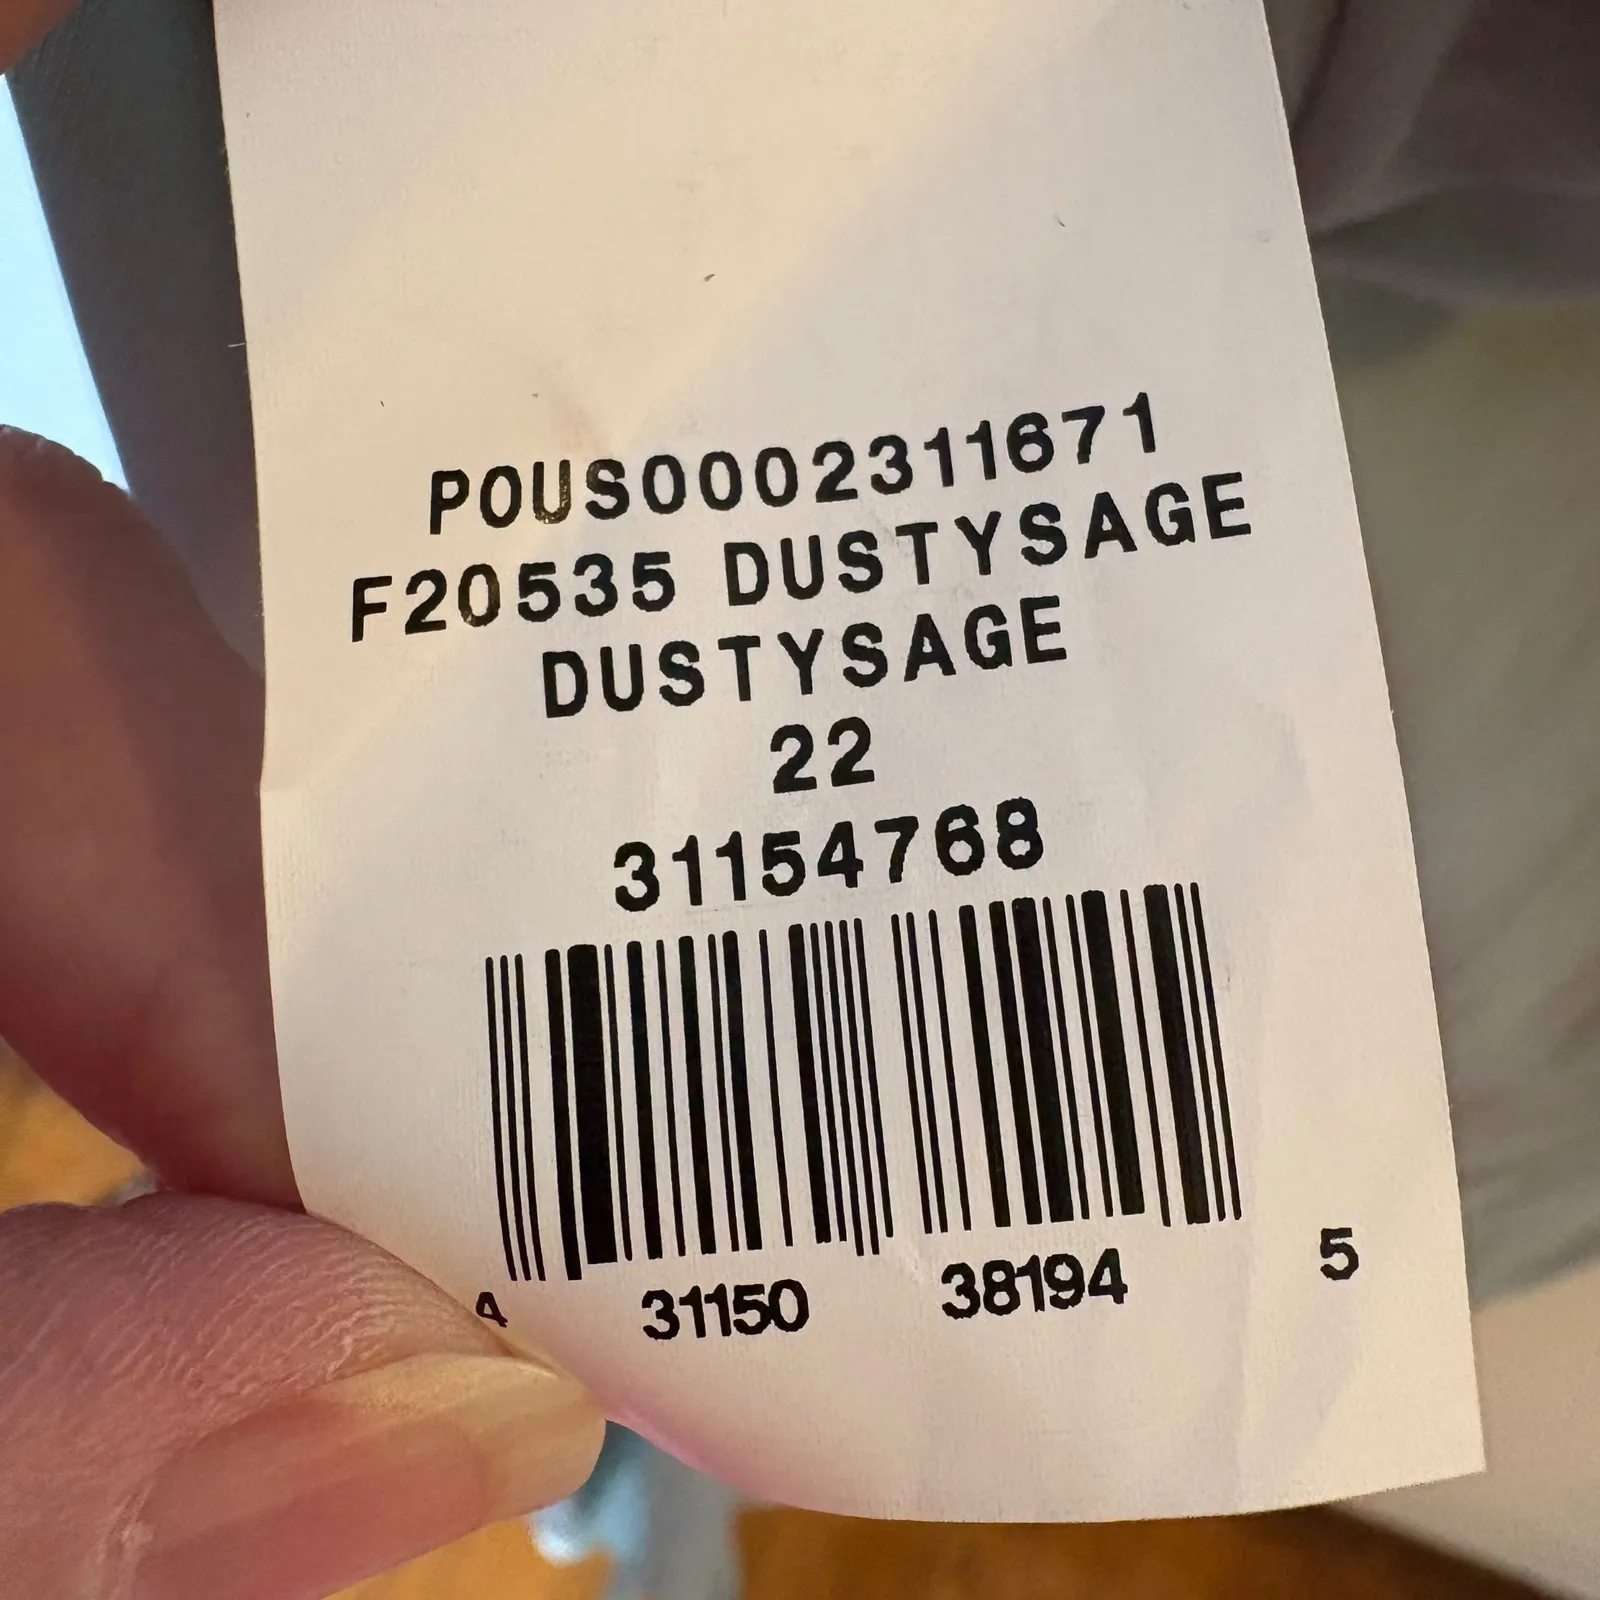 POUS0002311671
F20535 DUSTYSAGE
DUSTYSAGE
22
31154768
4 31150 38194 5